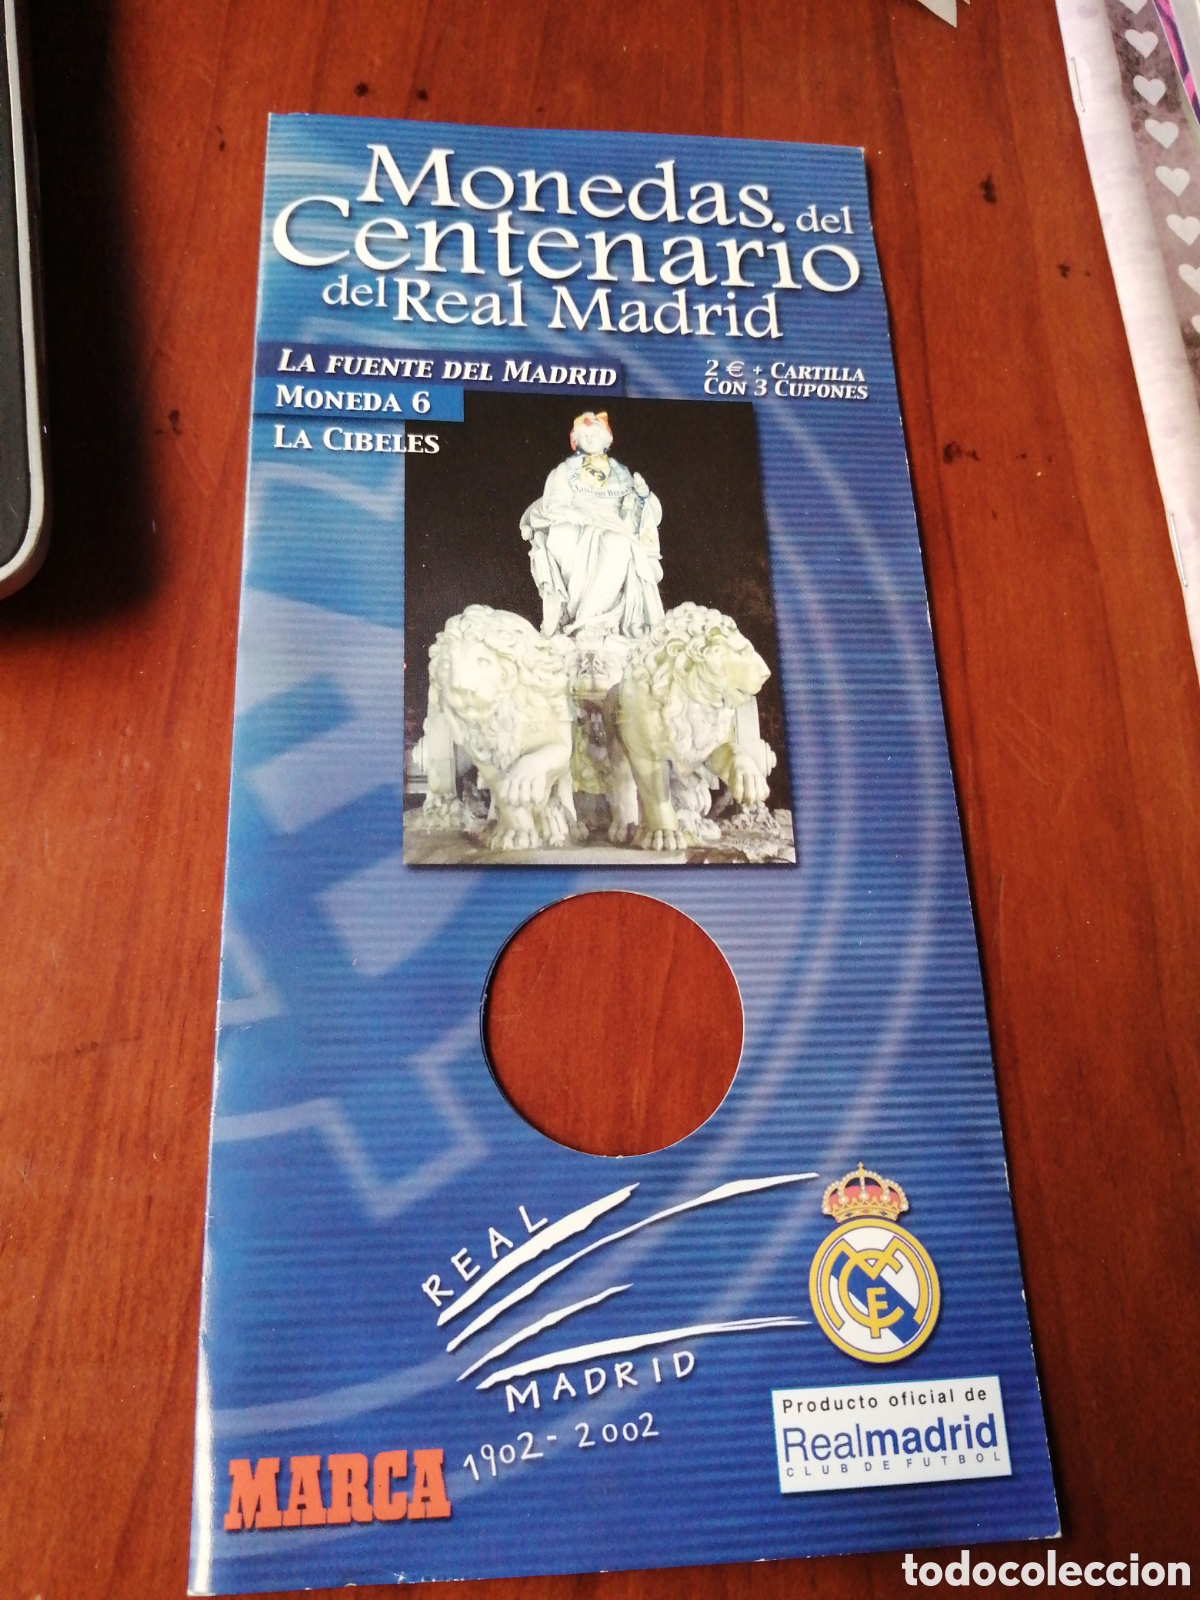 Monedas del
Centenario
del Real Madrid
LA FUENTE DEL MADRID
2 € + CARTILLA
CON 3 CUPONES
MONEDA 6
LA CIBELES
REAL
MADRID
1902-2002
MARCA
Producto oficial de
Realmadrid
CLUB DE FUTBOL
todocoleccion